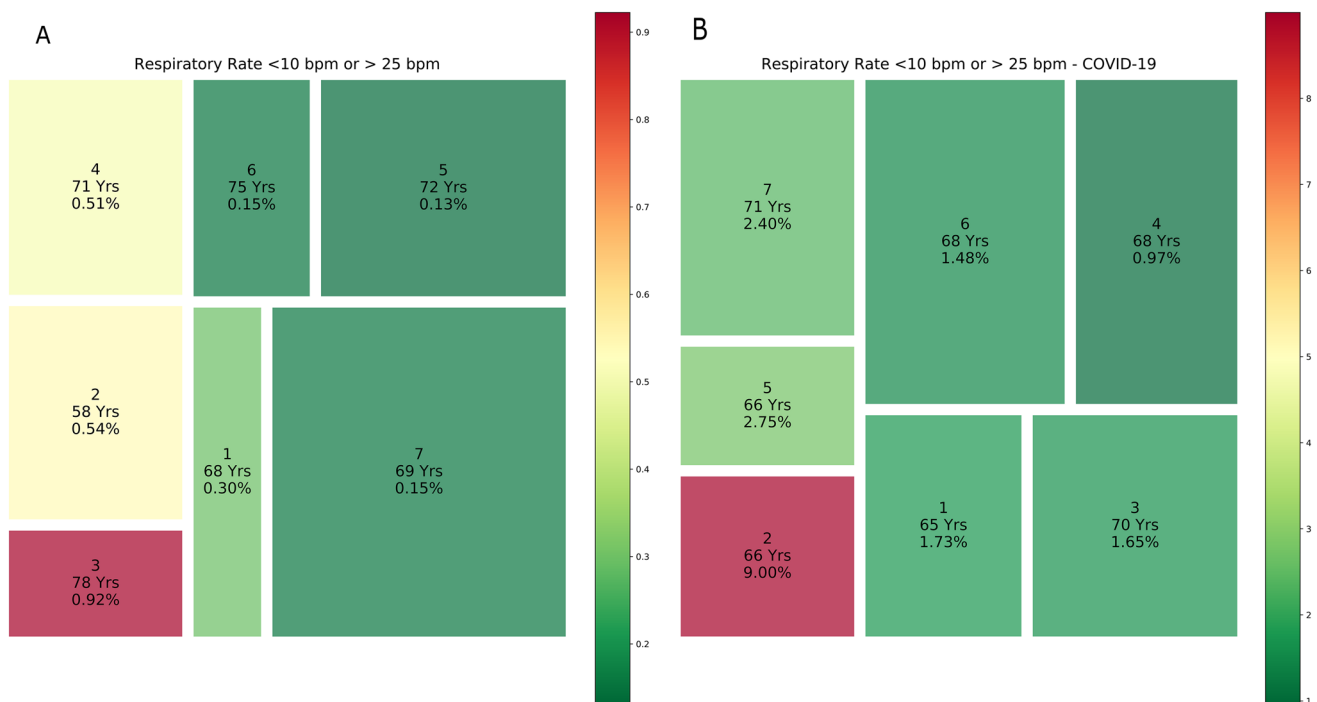 A
Respiratory Rate <10 bpm or > 25 bpm
4
71 Yrs
0.51%
6
75 Yrs
0.15%
5
72 Yrs
0.13%
2
58 Yrs
0.54%
1
68 Yrs
0.30%
7
69 Yrs
0.15%
3
78 Yrs
0.92%
0.9
0.8
0.7
0.6
0.5
0.4
0.3
0.2
B
Respiratory Rate <10 bpm or > 25 bpm - COVID-19
7
71 Yrs
2.40%
6
68 Yrs
1.48%
4
68 Yrs
0.97%
5
66 Yrs
2.75%
2
66 Yrs
9.00%
1
65 Yrs
1.73%
3
70 Yrs
1.65%
8
7
6
5
4
3
2
1